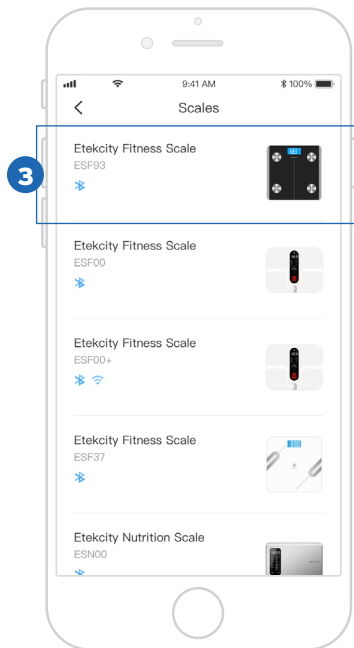 9:41 AM
100%
Scales
3
Etekcity Fitness Scale
ESF93
Etekcity Fitness Scale
ESF00
Etekcity Fitness Scale
ESF00+
Etekcity Fitness Scale
ESF37
Etekcity Nutrition Scale
ESN00